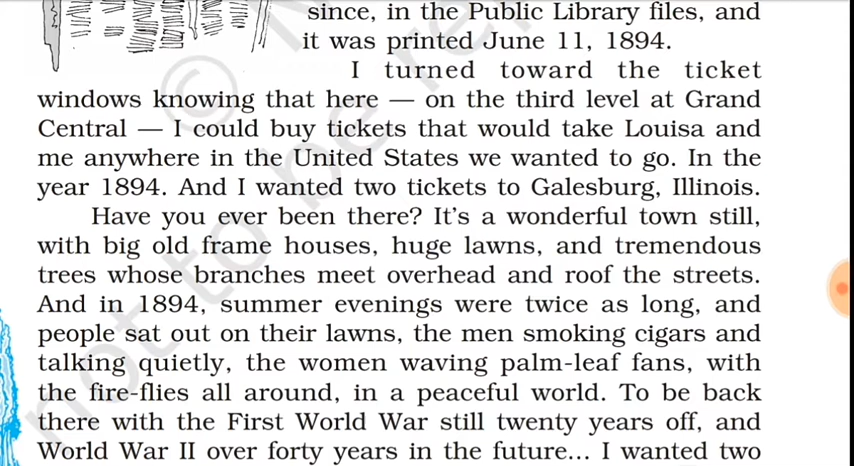 since, in the Public Library files, and
it was printed June 11, 1894.
I turned toward the ticket
windows knowing that here — on the third level at Grand
Central — I could buy tickets that would take Louisa and
me anywhere in the United States we wanted to go. In the
year 1894. And I wanted two tickets to Galesburg, Illinois.
Have you ever been there? It's a wonderful town still,
with big old frame houses, huge lawns, and tremendous
trees whose branches meet overhead and roof the streets.
And in 1894, summer evenings were twice as long, and
people sat out on their lawns, the men smoking cigars and
talking quietly, the women waving palm-leaf fans, with
the fire-flies all around, in a peaceful world. To be back
there with the First World War still twenty years off, and
World War II over forty years in the future... I wanted two
not to be re